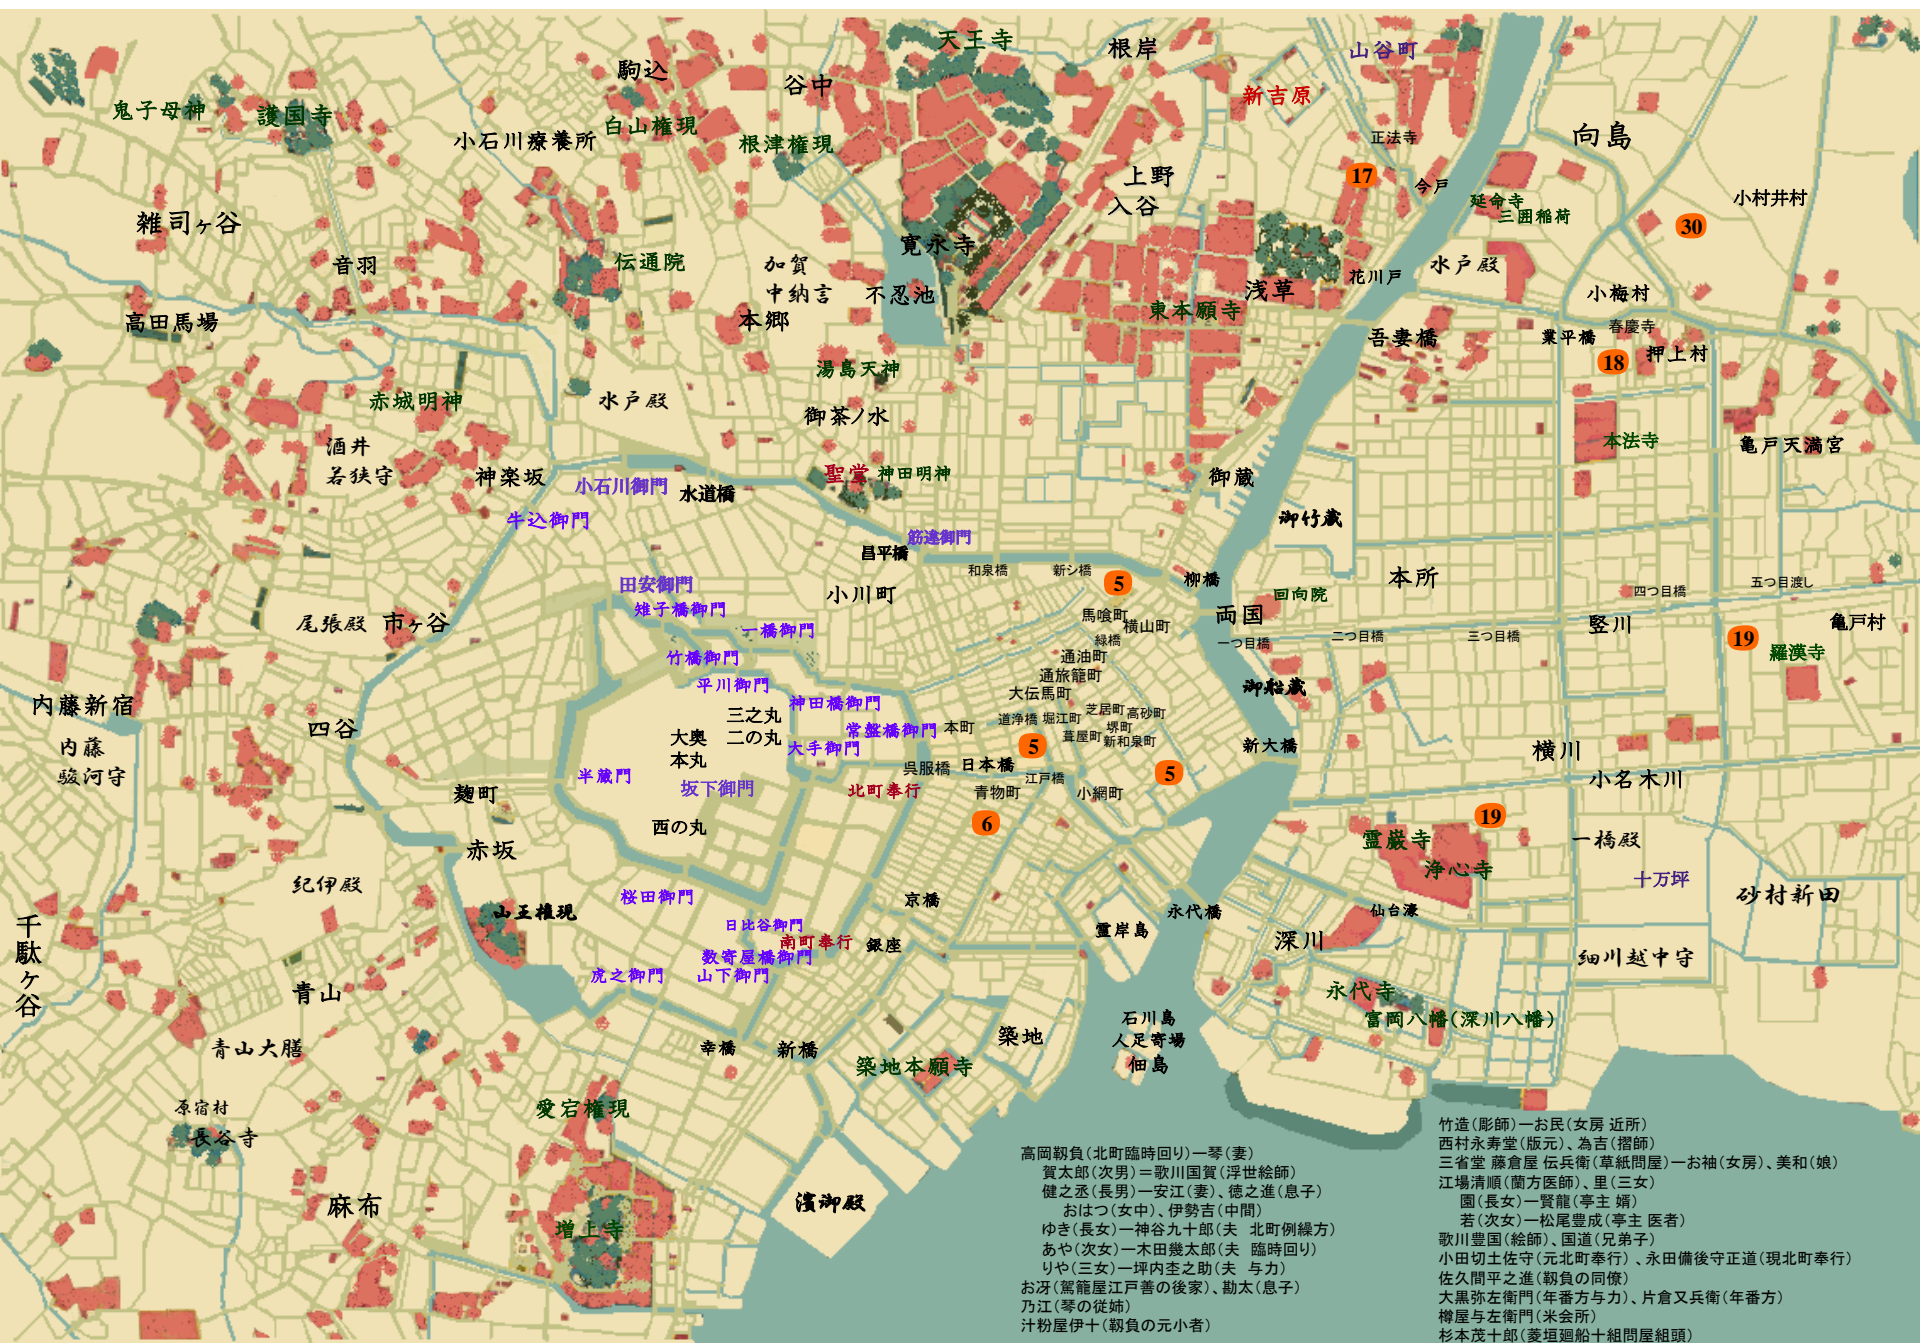 天王寺
根岸
山谷町
駒込
谷中
新吉原
鬼子母神
護国寺
小石川療養所
白山権現
根津権現
正法寺
向島
17
今戸
上野
入谷
延命寺
三囲稲荷
小村井村
30
雑司ヶ谷
音羽
伝通院
加賀
中納言
寛永寺
不忍池
浅草
花川戸
水戸殿
小梅村
高田馬場
本郷
東本願寺
吾妻橋
業平橋
春慶寺
18
押上村
湯島天神
赤城明神
水戸殿
御茶ノ水
本法寺
亀戸天満宮
酒井
若狭守
神楽坂
小石川御門
水道橋
聖堂
神田明神
御蔵
御竹蔵
牛込御門
昌平橋
筋違御門
和泉橋
新シ橋
5
柳橋
本所
回向院
四つ目橋
五つ目渡し
田安御門
雉子橋御門
小川町
尾張殿
市ヶ谷
一橋御門
馬喰町
横山町
緑橋
両国
一つ目橋
二つ目橋
三つ目橋
竪川
亀戸村
19
羅漢寺
竹橋御門
平川御門
通油町
通旅籠町
大伝馬町
御船蔵
内藤新宿
四谷
神田橋御門
三之丸
二の丸
常盤橋御門
本町
道浄橋
堀江町
芝居町
高砂町
堺町
葺屋町
新和泉町
大奥
本丸
大手御門
内藤
駿河守
半蔵門
坂下御門
呉服橋
日本橋
5
江戸橋
5
新大橋
横川
小名木川
麹町
北町奉行
青物町
小網町
6
19
西の丸
霊巌寺
浄心寺
一橋殿
赤坂
紀伊殿
桜田御門
京橋
永代橋
仙台濠
十万坪
砂村新田
千駄ヶ谷
山王権現
日比谷御門
南町奉行
数寄屋橋御門
銀座
霊岸島
深川
細川越中守
虎之御門
山下御門
青山
永代寺
富岡八幡(深川八幡)
石川島
人足寄場
佃島
青山大膳
幸橋
新橋
築地
築地本願寺
原宿村
長谷寺
愛宕権現
麻布
増上寺
濱御殿
高岡靱負(北町臨時回り)ー琴(妻)
賀太郎(次男)＝歌川国賀(浮世絵師)
健之丞(長男)ー安江(妻)、徳之進(息子)
おはつ(女中)、伊勢吉(中間)
ゆき(長女)ー神谷九十郎(夫 北町例繰方)
あや(次女)ー木田幾太郎(夫 臨時回り)
りや(三女)ー坪内杢之助(夫 与力)
お冴(駕籠屋江戸善の後家)、勘太(息子)
乃江(琴の従姉)
汁粉屋伊十(靱負の元小者)
竹造(彫師)ーお民(女房 近所)
西村永寿堂(版元)、為吉(摺師)
三省堂 藤倉屋 伝兵衛(草紙問屋)ーお袖(女房)、美和(娘)
江場清順(蘭方医師)、里(三女)
園(長女)ー賢龍(亭主 婿)
若(次女)ー松尾豊成(亭主 医者)
歌川豊国(絵師)、国道(兄弟子)
小田切土佐守(元北町奉行)、永田備後守正道(現北町奉行)
佐久間平之進(靱負の同僚)
大黒弥左衛門(年番方与力)、片倉又兵衛(年番方)
樽屋与左衛門(米会所)
杉本茂十郎(菱垣廻船十組問屋組頭)